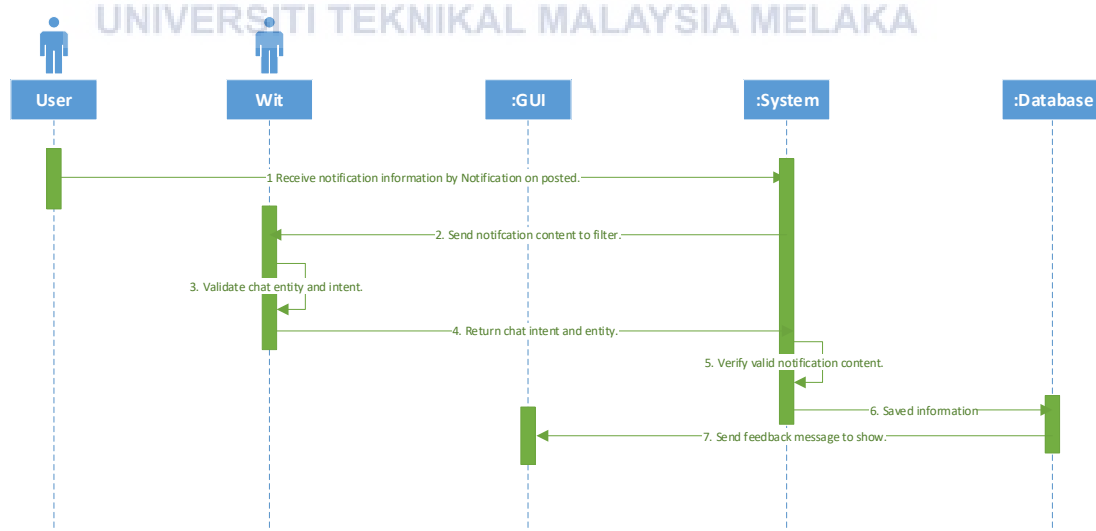 UNIVERSITI TEKNIKAL MALAYSIA MELAKA
User
Wit
:GUI
:System
:Database
1 Receive notification information by Notification on posted.
2. Send notifcation content to filter.
3. Validate chat entity and intent.
4. Return chat intent and entity.
5. Verify valid notification content.
6. Saved information
7. Send feedback message to show.